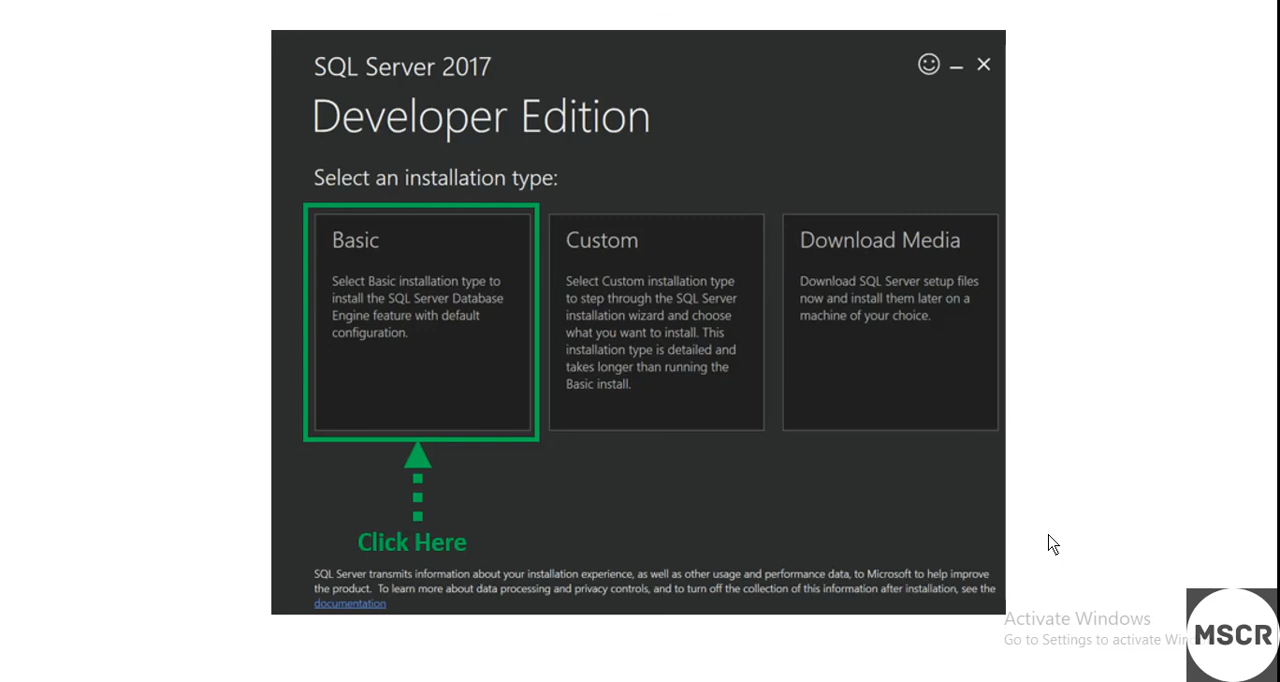 SQL Server 2017
Developer Edition
Select an installation type:
Basic
Select Basic installation type to
install the SQL Server Database
Engine feature with default
configuration.
Custom
Select Custom installation type
to step through the SQL Server
installation wizard and choose
what you want to install. This
installation type is detailed and
takes longer than running the
Basic install.
Download Media
Download SQL Server setup files
now and install them later on a
machine of your choice.
Click Here
SQL Server transmits information about your installation experience, as well as other usage and performance data, to Microsoft to help improve
the product. To learn more about data processing and privacy controls, and to turn off the collection of this information after installation, see the
documentation
Activate Windows
Go to Settings to activate
MSCR